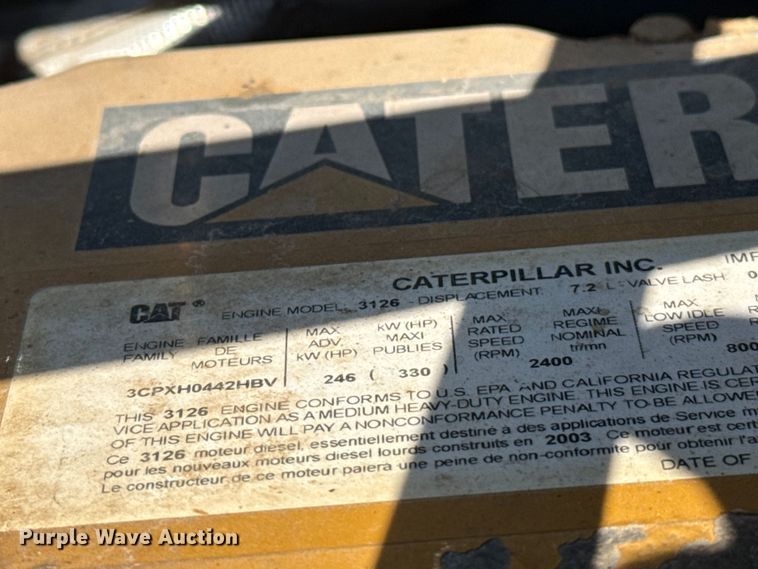 CATER
CATERPILLAR INC.
CAT ® ENGINE MODEL 3126 - DISPLACEMENT 7.2 L - VALVE LASH
ENGINE FAMILY FAMILLE DE MOTEURS MAX ADV kW (HP) kW (HP) MAXI PUBLIES MAX RATED SPEED (RPM) MAXI REGIME NOMINAL tr/mn MAX LOW IDLE SPEED (RPM)
3CPXH0442HBV 246 ( 330 ) 2400 800
THIS 3126 ENGINE CONFORMS TO U.S. EPA AND CALIFORNIA
VICE APPLICATION AS A MEDIUM HEAVY-DUTY ENGINE. THIS ENGINE IS
OF THIS ENGINE WILL PAY A NONCONFORMANCE PENALTY TO BE ALLOWED
Ce 3126 moteur diesel, essentiellement destiné à des applications de Service
pour les nouveaux moteurs diesel lourds construits en 2003 Ce moteur est
Le constructeur de ce moteur paiera une peine de non-conformite pour obtenir
DATE OF
Purple Wave Auction